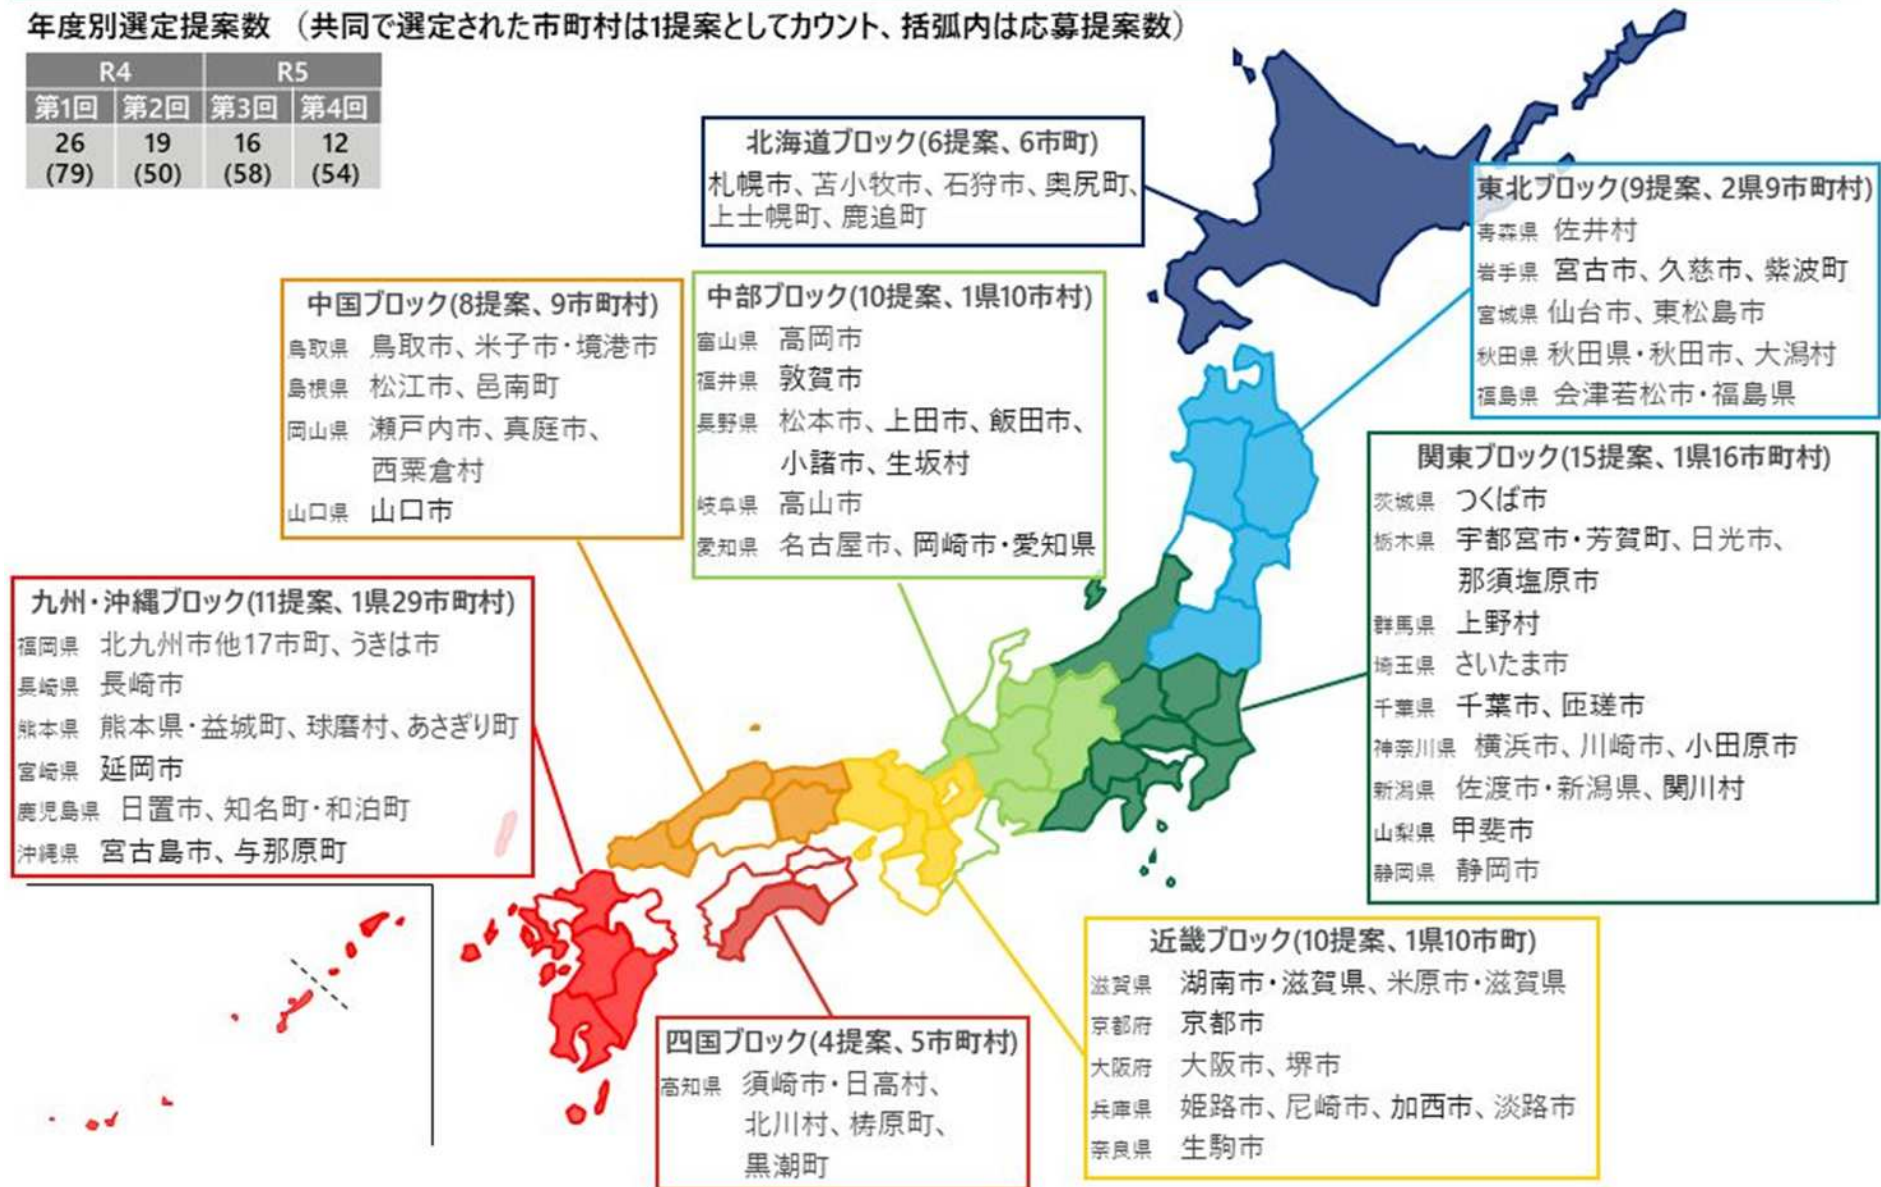 年度別選定提案数 （共同で選定された市町村は1提案としてカウント、括弧内は応募提案数）
R4 R5
第1回 第2回 第3回 第4回
26 19 16 12
(79) (50) (58) (54)
北海道ブロック(6提案、6市町)
札幌市、苫小牧市、石狩市、奥尻町、
上士幌町、鹿追町
東北ブロック(9提案、2県9市町村)
青森県 佐井村
岩手県 宮古市、久慈市、紫波町
宮城県 仙台市、東松島市
秋田県 秋田県・秋田市、大潟村
福島県 会津若松市・福島県
中国ブロック(8提案、9市町村)
鳥取県 鳥取市、米子市・境港市
島根県 松江市、邑南町
岡山県 瀬戸内市、真庭市、
西粟倉村
山口県 山口市
中部ブロック(10提案、1県10市村)
富山県 高岡市
福井県 敦賀市
長野県 松本市、上田市、飯田市、
小諸市、生坂村
岐阜県 高山市
愛知県 名古屋市、岡崎市・愛知県
関東ブロック(15提案、1県16市町村)
茨城県 つくば市
栃木県 宇都宮市・芳賀町、日光市、
那須塩原市
群馬県 上野村
埼玉県 さいたま市
千葉県 千葉市、匝瑳市
神奈川県 横浜市、川崎市、小田原市
新潟県 佐渡市・新潟県、関川村
山梨県 甲斐市
静岡県 静岡市
九州・沖縄ブロック(11提案、1県29市町村)
福岡県 北九州市他17市町、うきは市
長崎県 長崎市
熊本県 熊本県・益城町、球磨村、あさぎり町
宮崎県 延岡市
鹿児島県 日置市、知名町・和泊町
沖縄県 宮古島市、与那原町
近畿ブロック(10提案、1県10市町)
滋賀県 湖南市・滋賀県、米原市・滋賀県
京都府 京都市
大阪府 大阪市、堺市
兵庫県 姫路市、尼崎市、加西市、淡路市
奈良県 生駒市
四国ブロック(4提案、5市町村)
高知県 須崎市・日高村、
北川村、梼原町、
黒潮町